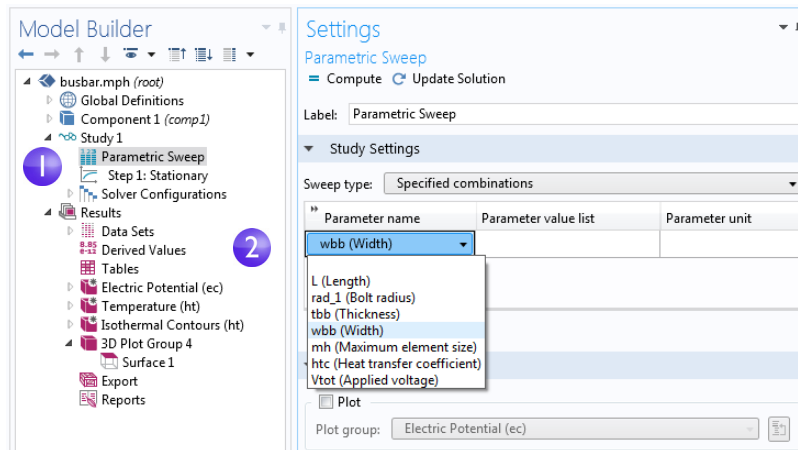 Model Builder
busbar.mph (root)
Global Definitions
Component 1 (comp1)
Study 1
1
Parametric Sweep
Step 1: Stationary
Solver Configurations
Results
Data Sets
8.85
e-12
Derived Values
2
Tables
Electric Potential (ec)
Temperature (ht)
Isothermal Contours (ht)
3D Plot Group 4
Surface 1
Export
Reports
Settings
Parametric Sweep
= Compute Update Solution
Label: Parametric Sweep
Study Settings
Sweep type: Specified combinations
Parameter name Parameter value list Parameter unit
wbb (Width)
L (Length)
rad_1 (Bolt radius)
tbb (Thickness)
wbb (Width)
mh (Maximum element size)
htc (Heat transfer coefficient)
Vtot (Applied voltage)
Plot
Plot group: Electric Potential (ec)